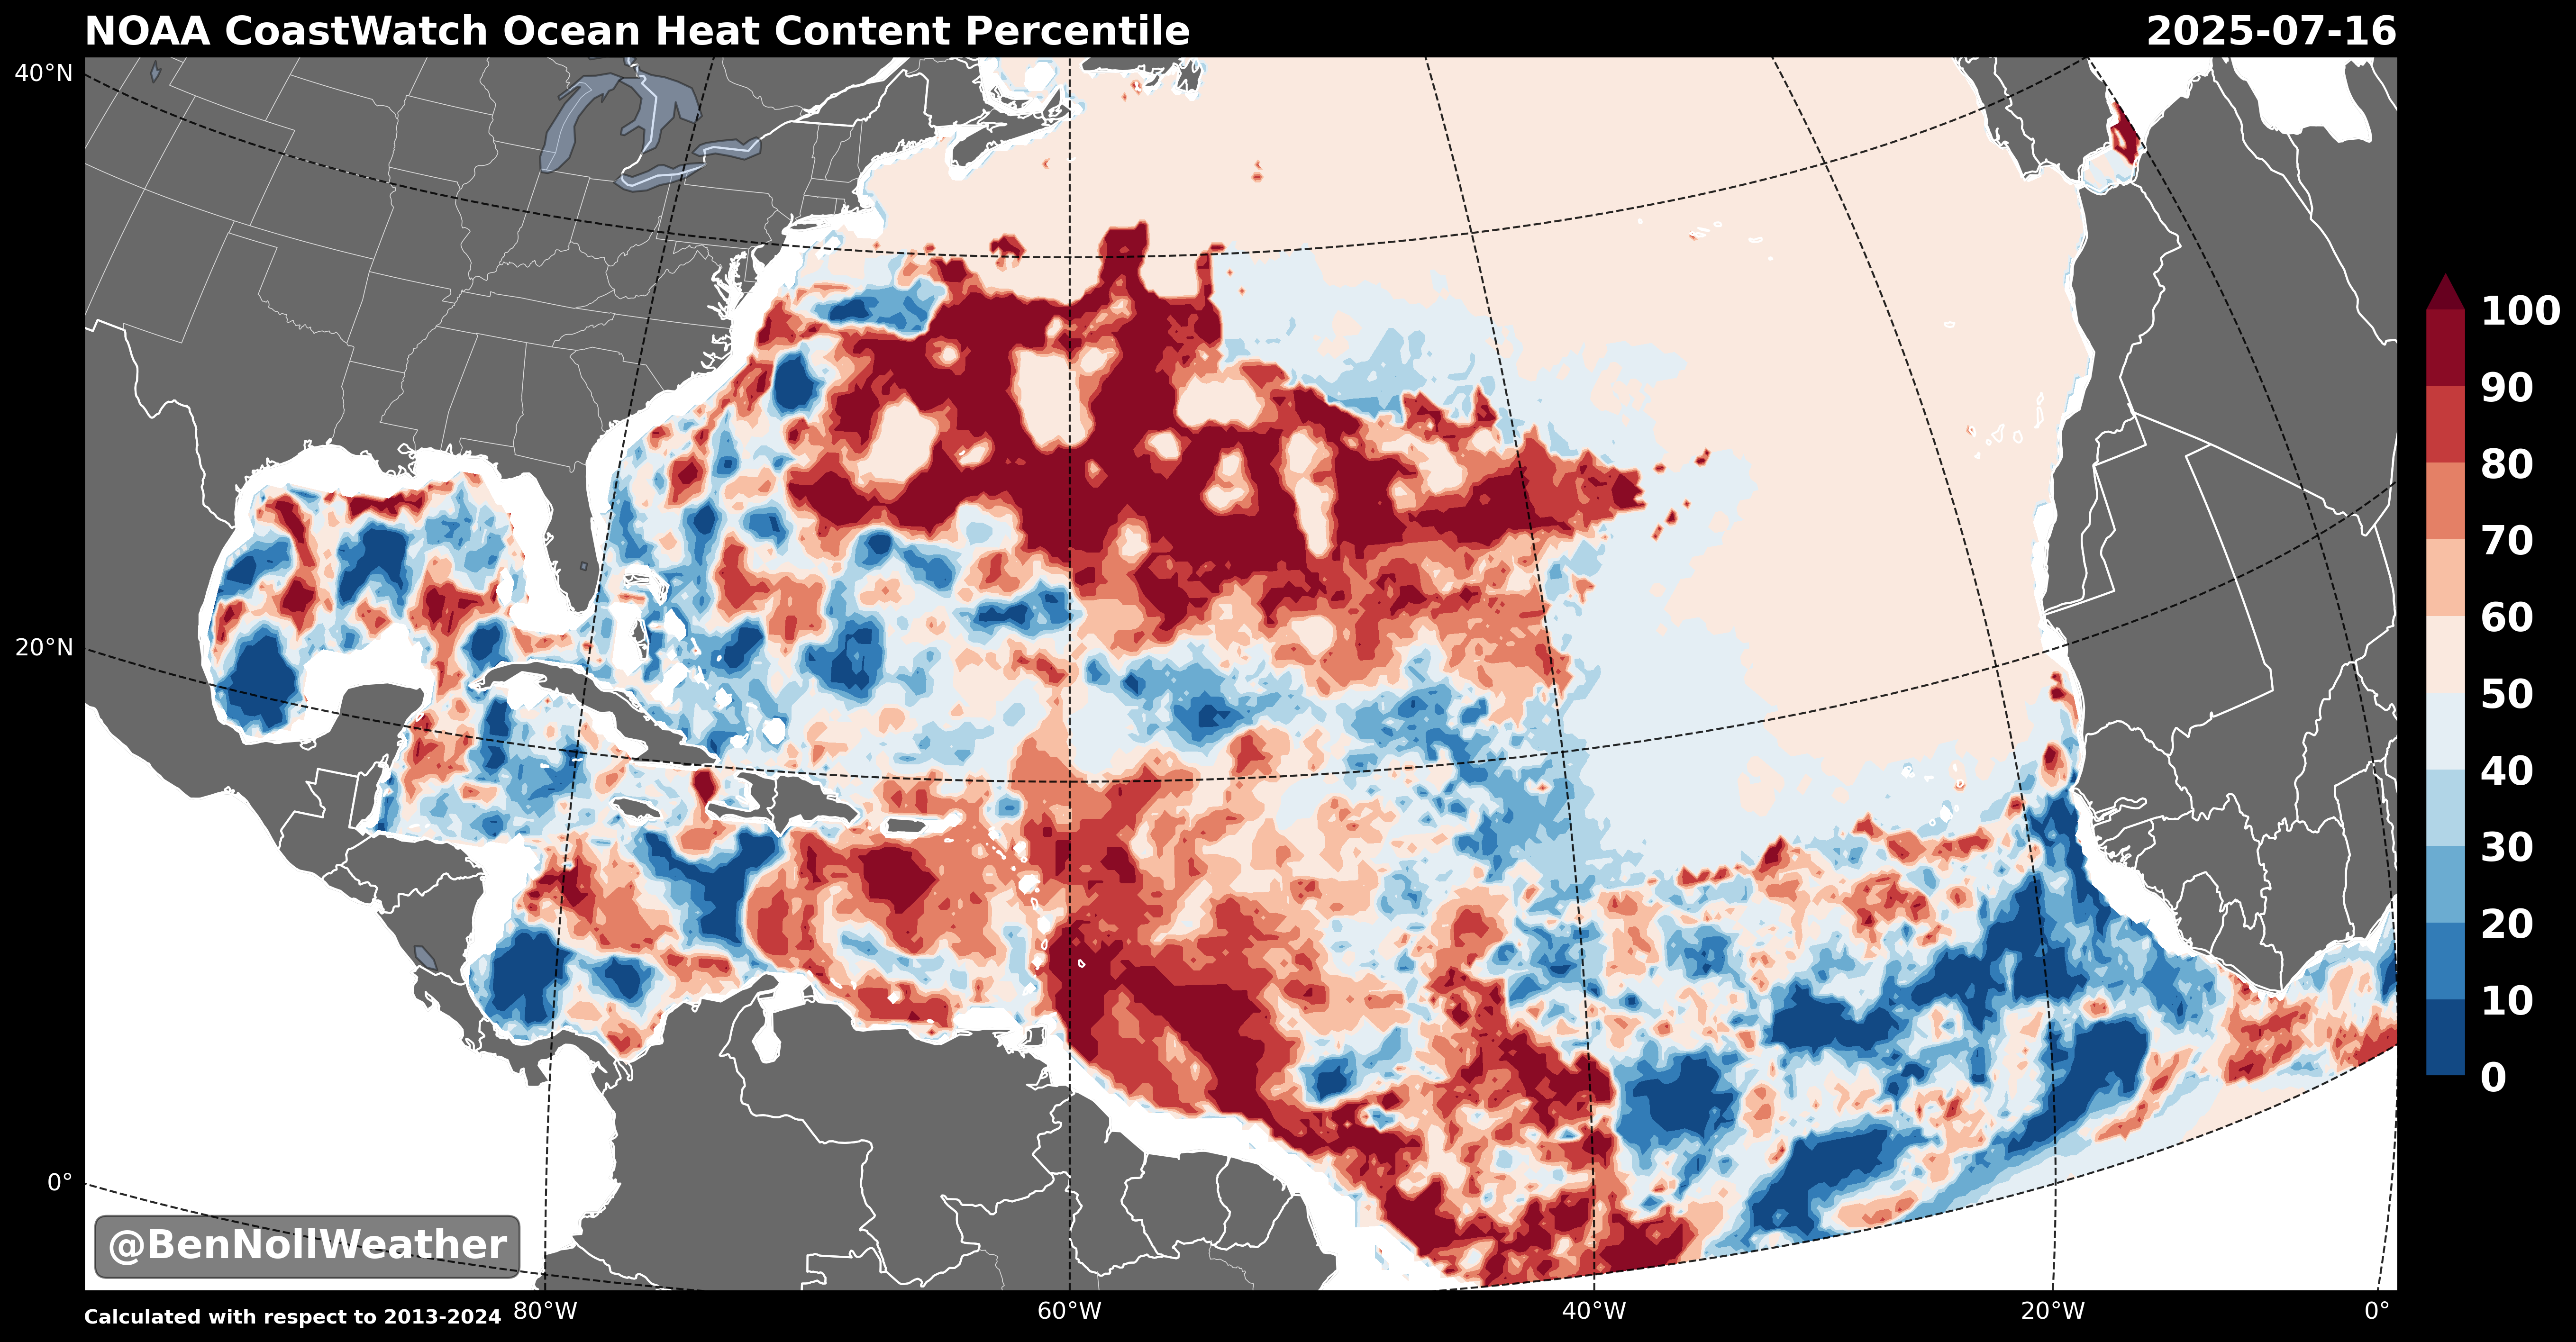 NOAA CoastWatch Ocean Heat Content Percentile
2025-07-16
40°N
20°N
0°
100
90
80
70
60
50
40
30
20
10
0
@BenNollWeather
Calculated with respect to 2013-2024
80°W
60°W
40°W
20°W
0°